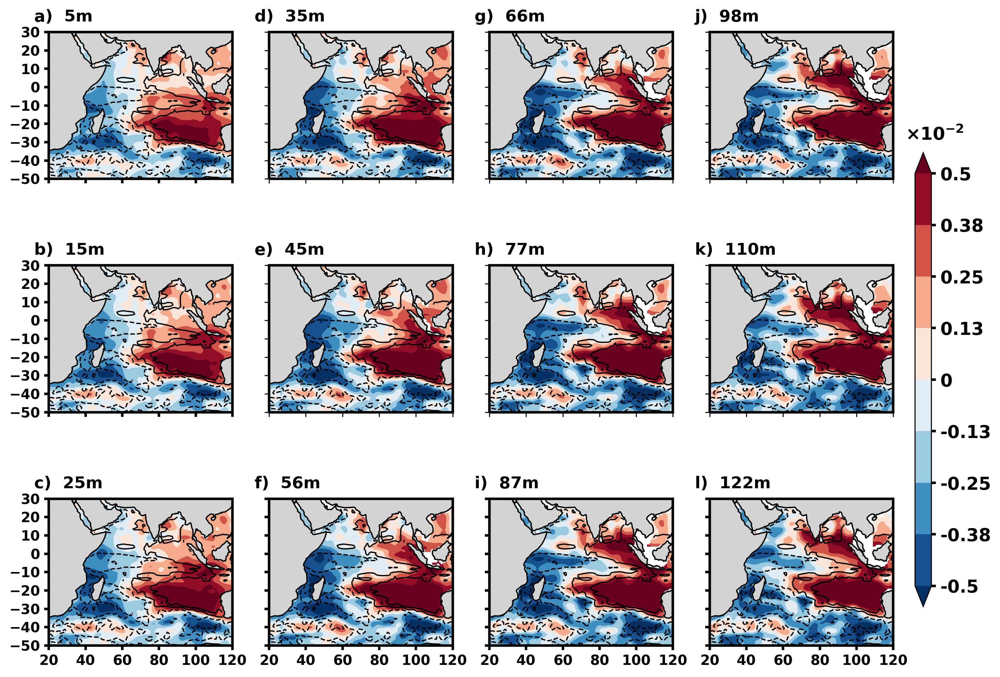 a) 5m
d) 35m
g) 66m
j) 98m
30
20
10
0
−10
−20
−30
−40
−50
b) 15m
e) 45m
h) 77m
k) 110m
30
20
10
0
−10
−20
−30
−40
−50
c) 25m
f) 56m
i) 87m
l) 122m
30
20
10
0
−10
−20
−30
−40
−50
20 40 60 80 100 120
20 40 60 80 100 120
20 40 60 80 100 120
20 40 60 80 100 120
×10⁻²
0.5
0.38
0.25
0.13
0
-0.13
-0.25
-0.38
-0.5